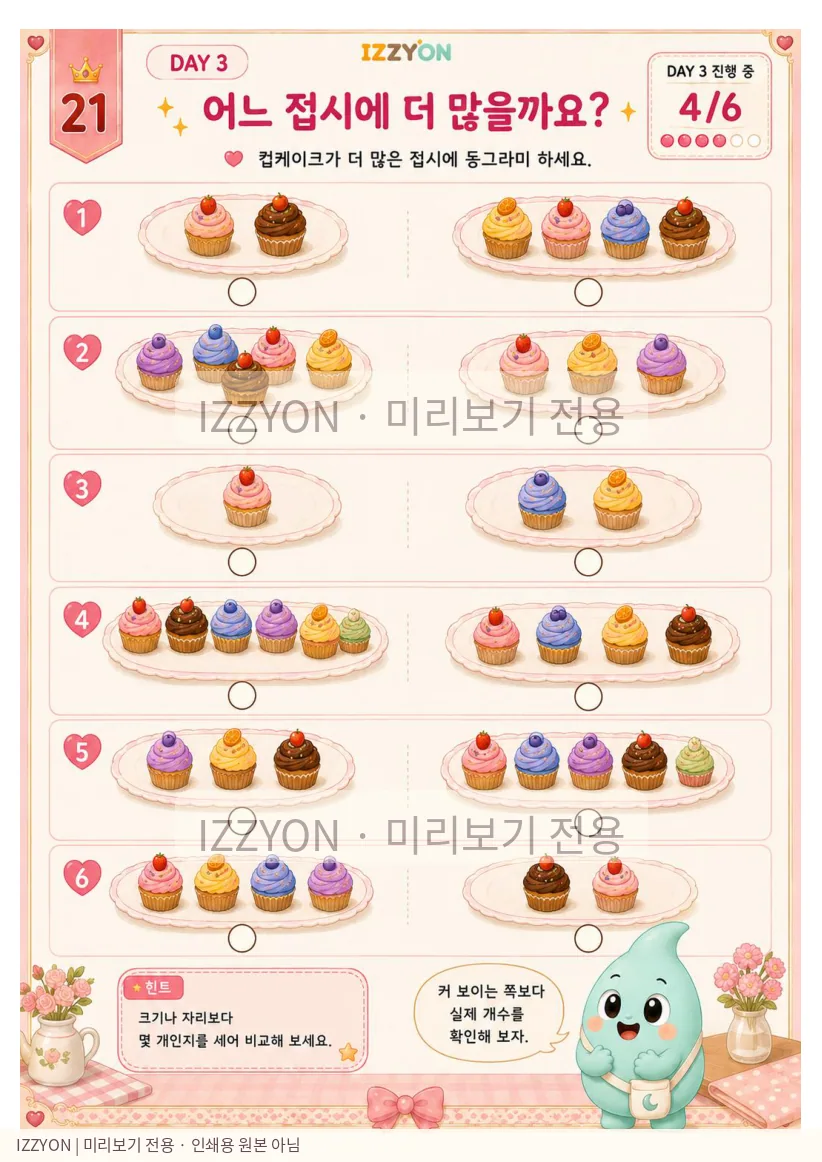 IZZYON
DAY 3
21
어느 접시에 더 많을까요?
DAY 3 진행 중
4/6
컵케이크가 더 많은 접시에 동그라미 하세요.
1
2
IZZYON · 미리보기 전용
3
4
5
IZZYON · 미리보기 전용
6
힌트
크기나 자리보다
몇 개인지를 세어 비교해 보세요.
커 보이는 쪽보다
실제 개수를
확인해 보자.
IZZYON | 미리보기 전용 · 인쇄용 원본 아님